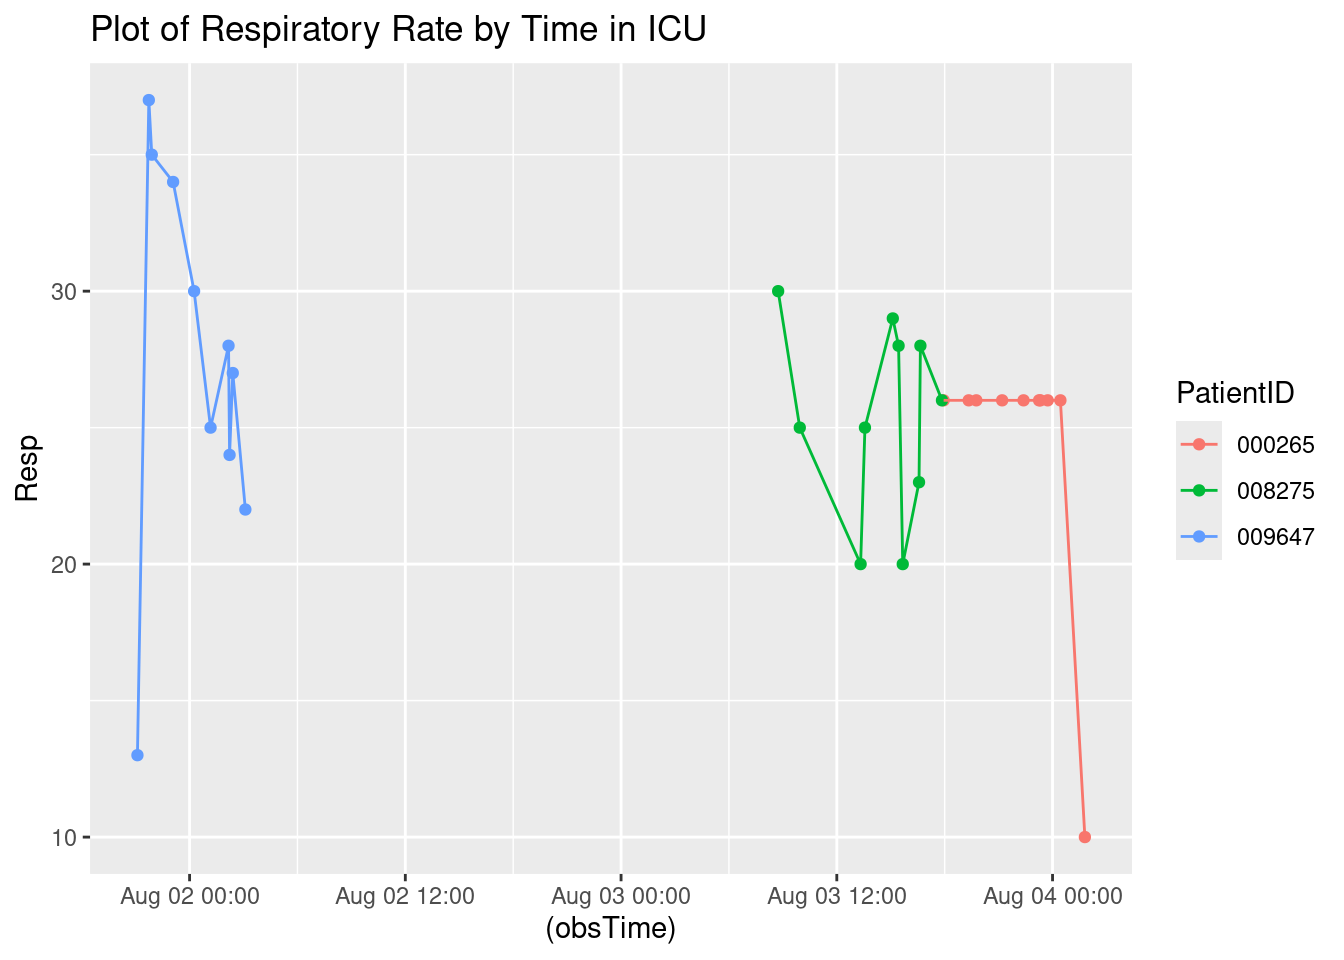 Plot of Respiratory Rate by Time in ICU
Resp
30
20
10
Aug 02 00:00
Aug 02 12:00
Aug 03 00:00
Aug 03 12:00
Aug 04 00:00
(obsTime)
PatientID
000265
008275
009647